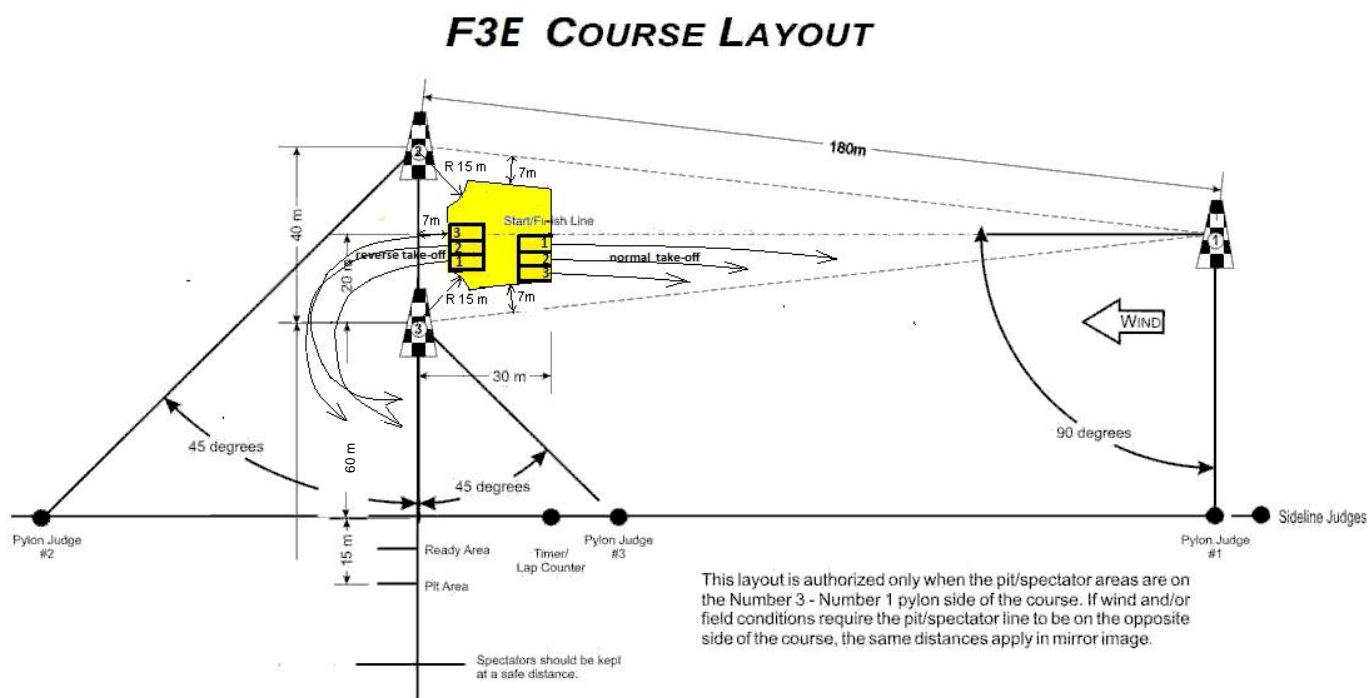 F3E COURSE LAYOUT
180m
2
R 15 m
7m
1
40 m
7m
Start/Finish Line
3
2
1
1
2
3
reverse take-off
normal take-off
20 m
R 15 m
7m
3
WIND
30 m
90 degrees
45 degrees
60 m
45 degrees
Sideline Judges
Pylon Judge
#2
Timer/
Lap Counter
Pylon Judge
#3
Pylon Judge
#1
15 m
Ready Area
Pit Area
This layout is authorized only when the pit/spectator areas are on
the Number 3 - Number 1 pylon side of the course. If wind and/or
field conditions require the pit/spectator line to be on the opposite
side of the course, the same distances apply in mirror image.
Spectators should be kept
at a safe distance.